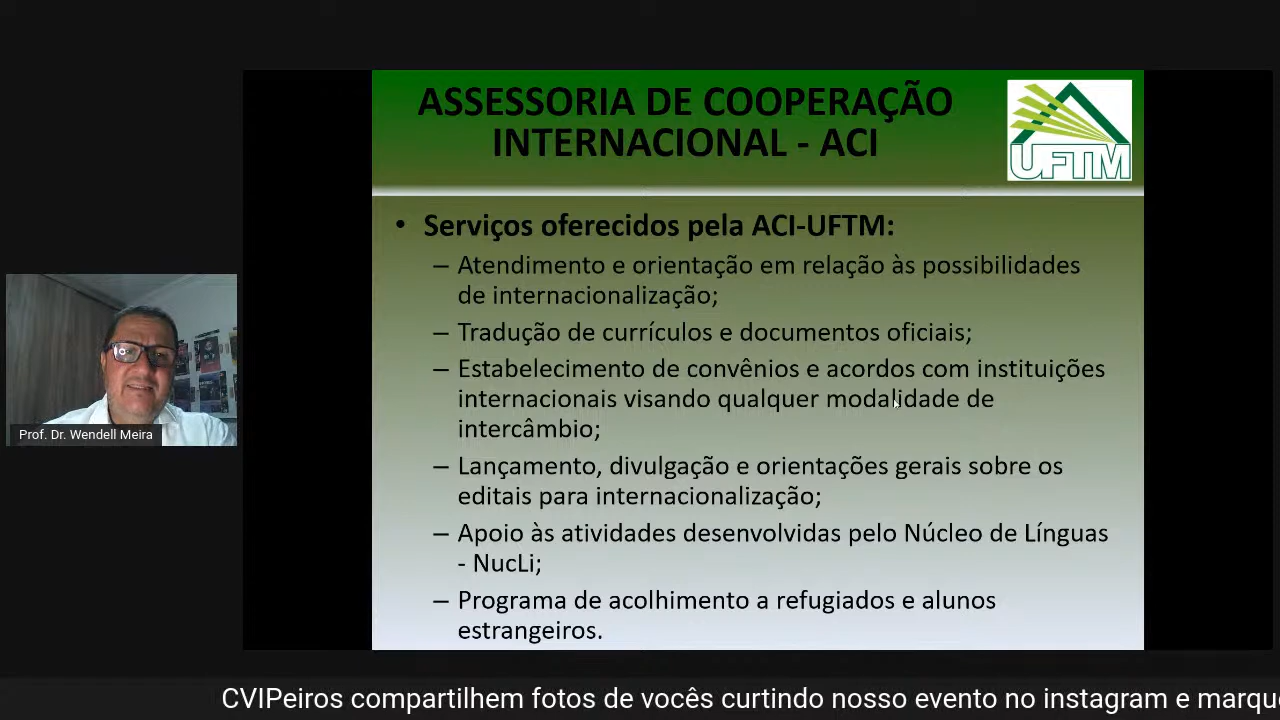 ASSESSORIA DE COOPERAÇÃO
INTERNACIONAL - ACI
UFTM
• Serviços oferecidos pela ACI-UFTM:
– Atendimento e orientação em relação às possibilidades
de internacionalização;
– Tradução de currículos e documentos oficiais;
– Estabelecimento de convênios e acordos com instituições
internacionais visando qualquer modalidade de
intercâmbio;
– Lançamento, divulgação e orientações gerais sobre os
editais para internacionalização;
– Apoio às atividades desenvolvidas pelo Núcleo de Línguas
- NucLi;
– Programa de acolhimento a refugiados e alunos
estrangeiros.
Prof. Dr. Wendell Meira
CVIPeiros compartilhem fotos de vocês curtindo nosso evento no instagram e marqu